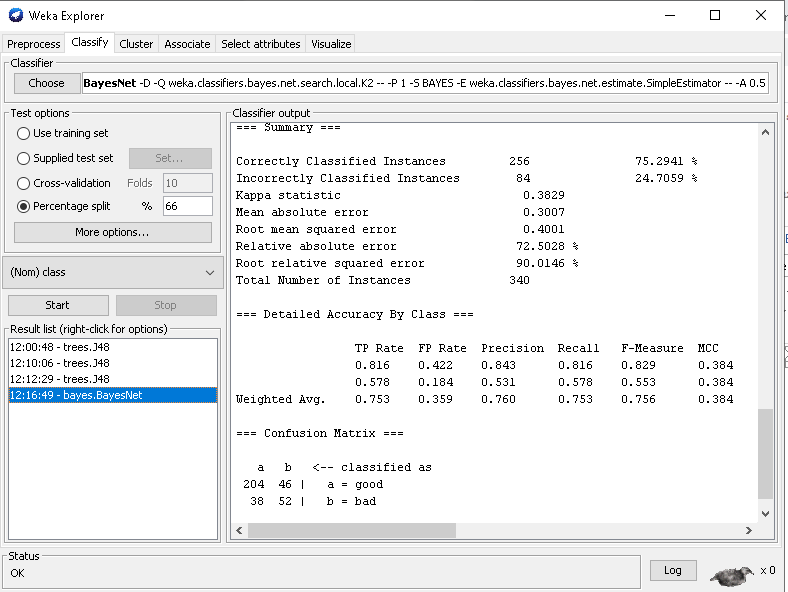 Weka Explorer
Preprocess Classify Cluster Associate Select attributes Visualize
Classifier
Choose BayesNet -D -Q weka.classifiers.bayes.net.search.local.K2 -- -P 1 -S BAYES -E weka.classifiers.bayes.net.estimate.SimpleEstimator -- -A 0.5
Test options
Use training set
Supplied test set Set...
Cross-validation Folds 10
Percentage split % 66
More options...
(Nom) class
Start Stop
Result list (right-click for options)
12:00:48 - trees.J48
12:10:06 - trees.J48
12:12:29 - trees.J48
12:16:49 - bayes.BayesNet
Classifier output
=== Summary ===
Correctly Classified Instances 256 75.2941 %
Incorrectly Classified Instances 84 24.7059 %
Kappa statistic 0.3829
Mean absolute error 0.3007
Root mean squared error 0.4001
Relative absolute error 72.5028 %
Root relative squared error 90.0146 %
Total Number of Instances 340
=== Detailed Accuracy By Class ===
TP Rate FP Rate Precision Recall F-Measure MCC
0.816 0.422 0.843 0.816 0.829 0.384
0.578 0.184 0.531 0.578 0.553 0.384
Weighted Avg. 0.753 0.359 0.760 0.753 0.756 0.384
=== Confusion Matrix ===
a b <-- classified as
204 46 | a = good
38 52 | b = bad
Status
OK
Log x 0